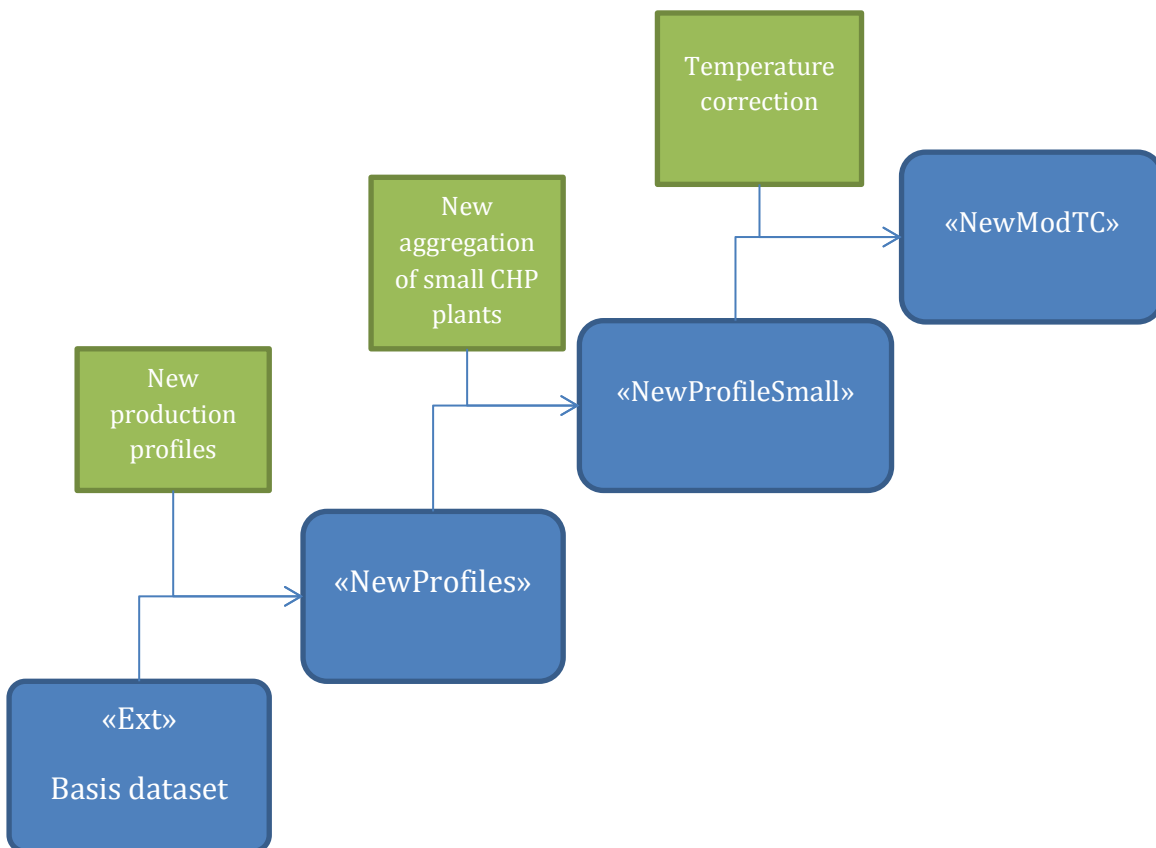 Temperature
correction
«NewModTC»
New
aggregation
of small CHP
plants
«NewProfileSmall»
New
production
profiles
«NewProfiles»
«Ext»
Basis dataset